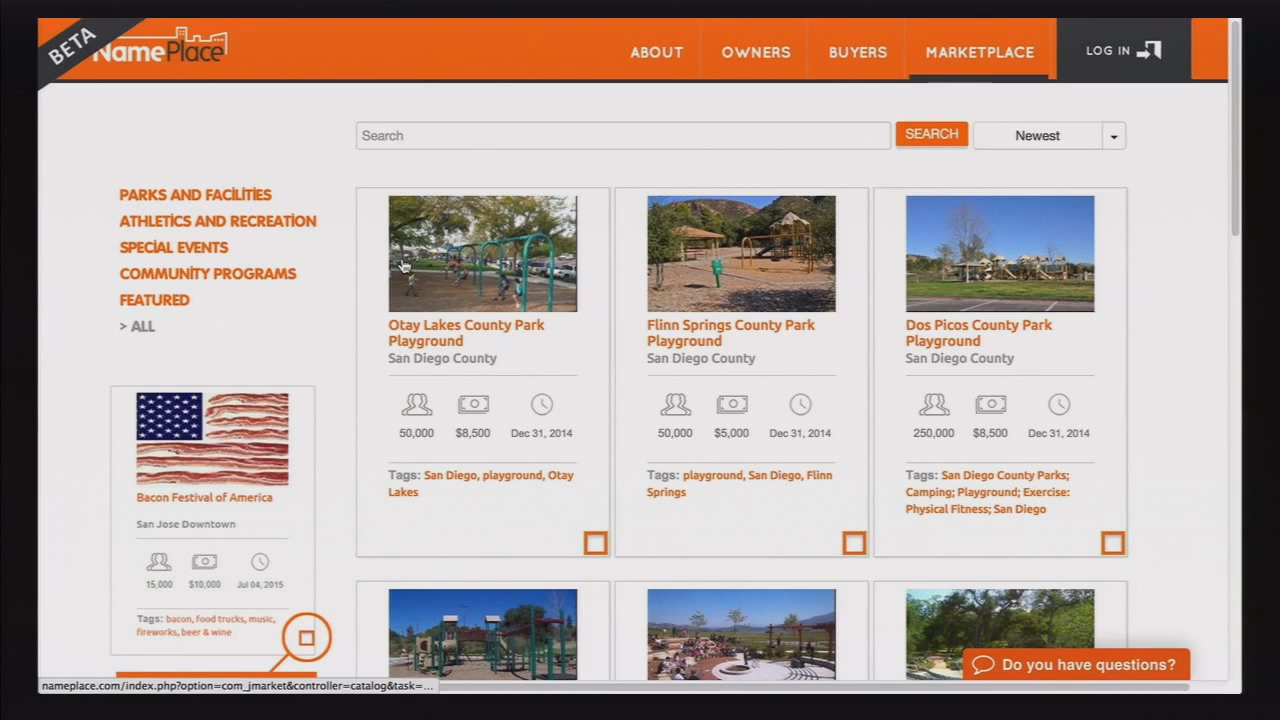 BETA
NamePlace
ABOUT
OWNERS
BUYERS
MARKETPLACE
LOG IN
Search
SEARCH
Newest
PARKS AND FACILITIES
ATHLETICS AND RECREATION
SPECIAL EVENTS
COMMUNITY PROGRAMS
FEATURED
> ALL
Bacon Festival of America
San Jose Downtown
15,000
$10,000
Jul 04, 2015
Tags: bacon, food trucks, music,
fireworks, beer & wine
Otay Lakes County Park
Playground
San Diego County
50,000
$8,500
Dec 31, 2014
Tags: San Diego, playground, Otay
Lakes
Flinn Springs County Park
Playground
San Diego County
50,000
$5,000
Dec 31, 2014
Tags: playground, San Diego, Flinn
Springs
Dos Picos County Park
Playground
San Diego County
250,000
$8,500
Dec 31, 2014
Tags: San Diego County Parks;
Camping; Playground; Exercise:
Physical Fitness; San Diego
Do you have questions?
nameplace.com/index.php?option=com_jmarket&controller=catalog&task=...